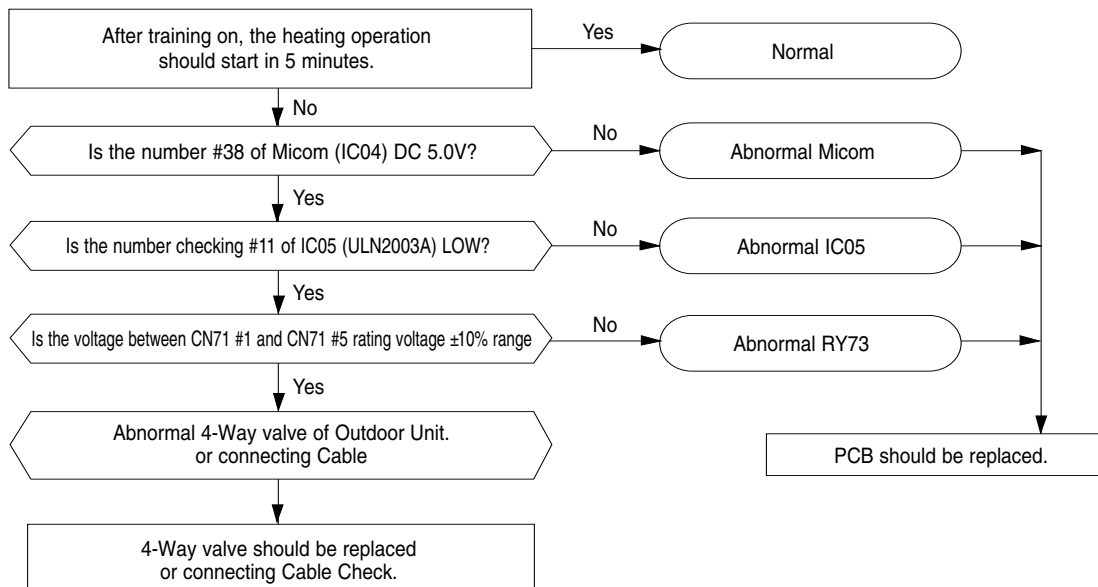 After training on, the heating operation
should start in 5 minutes.
Yes
Normal
No
Is the number #38 of Micom (IC04) DC 5.0V?
No
Abnormal Micom
Yes
Is the number checking #11 of IC05 (ULN2003A) LOW?
No
Abnormal IC05
Yes
Is the voltage between CN71 #1 and CN71 #5 rating voltage ±10% range
No
Abnormal RY73
Yes
Abnormal 4-Way valve of Outdoor Unit.
or connecting Cable
PCB should be replaced.
4-Way valve should be replaced
or connecting Cable Check.